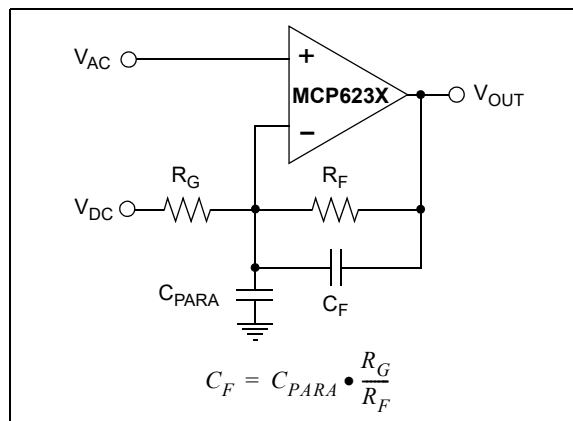 V_AC
+
MCP623X
V_OUT
−
R_G
R_F
V_DC
C_PARA
C_F
C_F = C_PARA • R_G / R_F